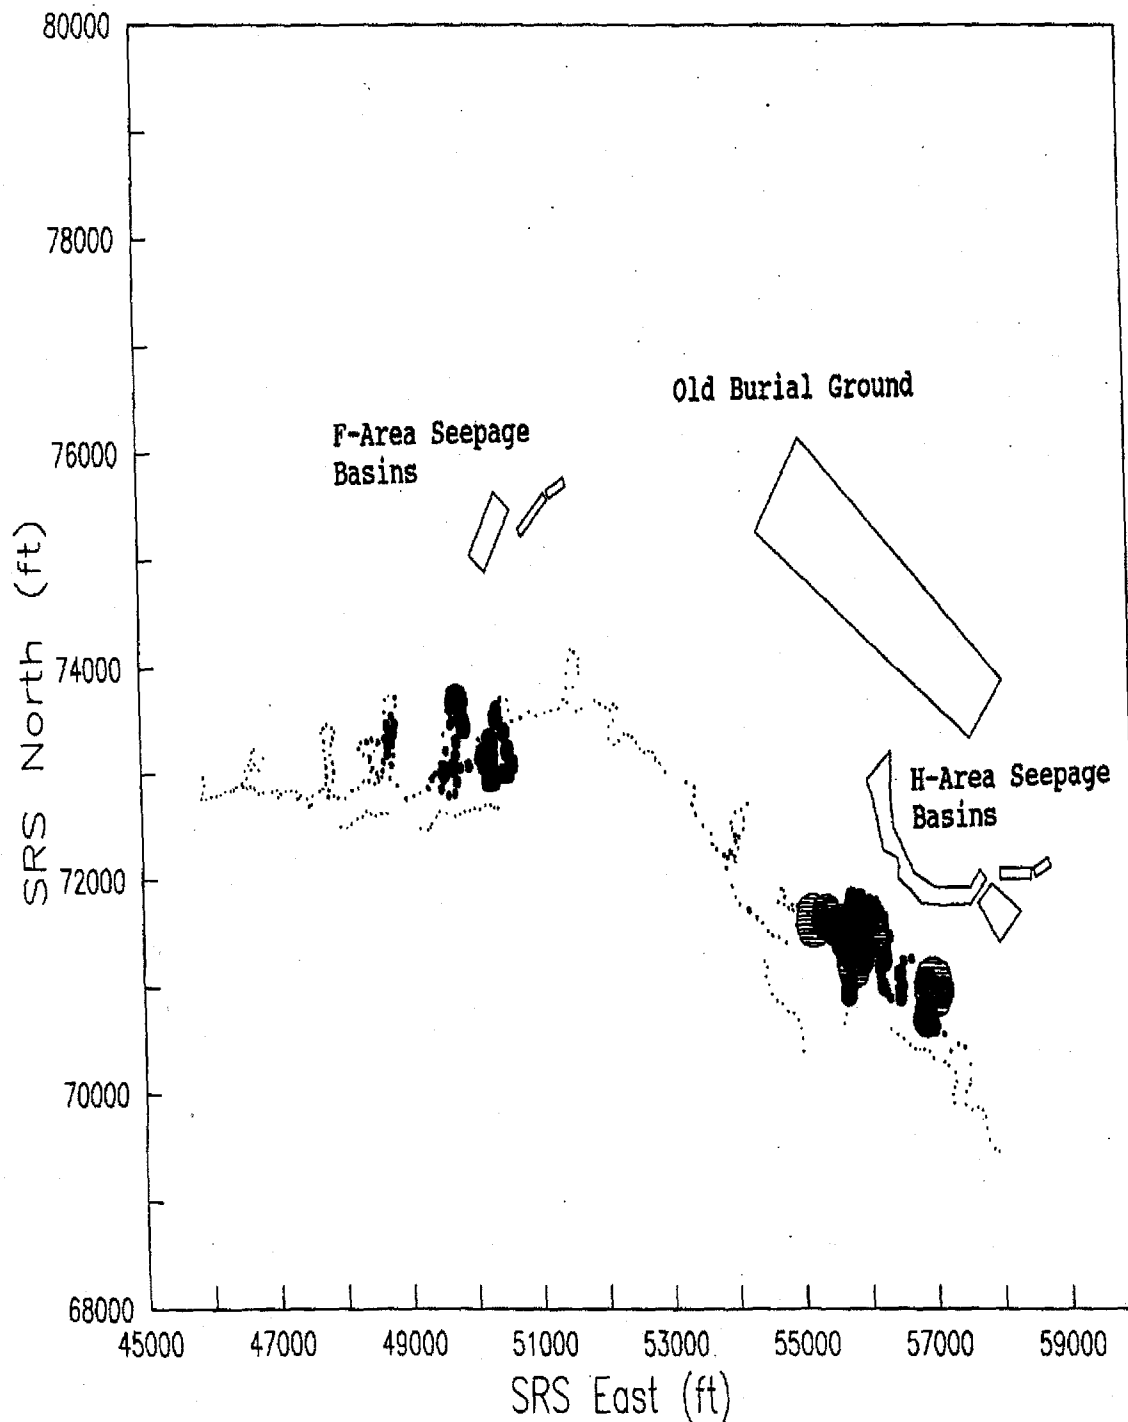 80000
78000
76000
74000
72000
70000
68000
SRS North (ft)
Old Burial Ground
F-Area Seepage
Basins
H-Area Seepage
Basins
45000
47000
49000
51000
53000
55000
57000
59000
SRS East (ft)